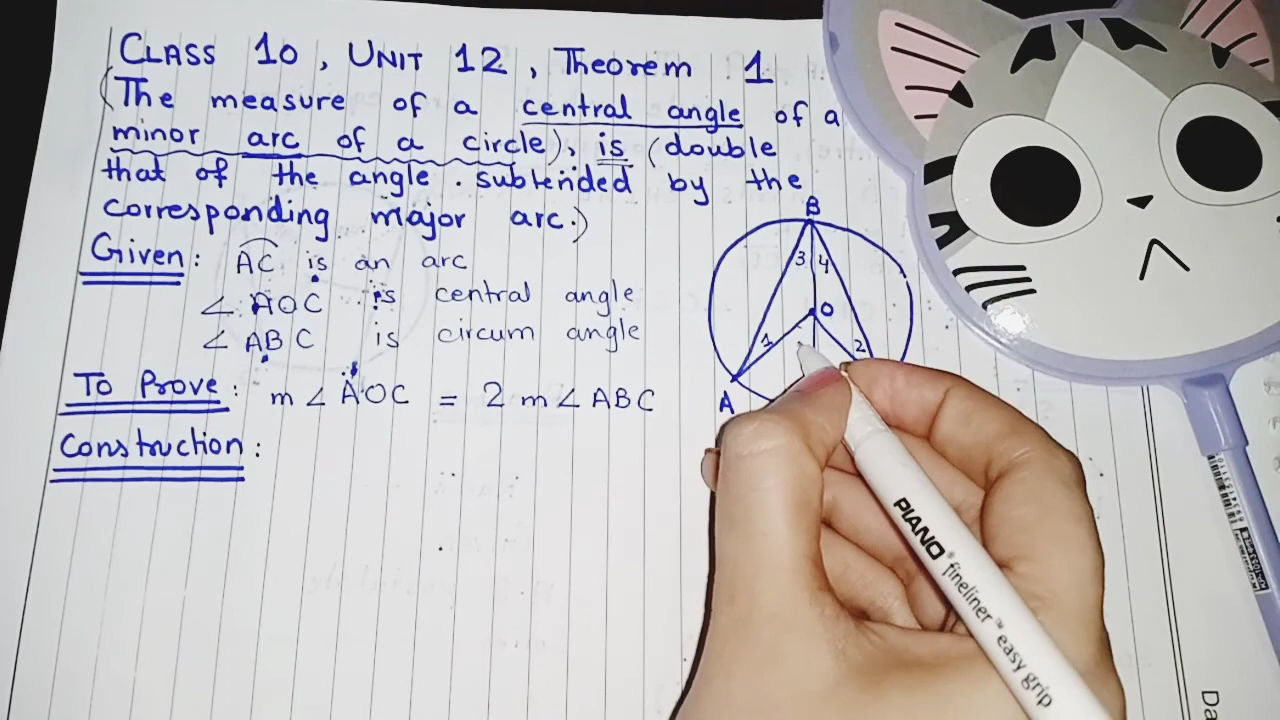 CLASS 10, UNIT 12, Theorem 1
(The measure of a central angle of a
minor arc of a circle), is (double
that of the angle subtended by the
corresponding major arc.)
Given: AC is an arc
∠AOC is central angle
∠ABC is circum angle
To Prove: m∠AOC = 2 m∠ABC
Construction:
B
3 4
O
1 2
A
PIANO® fineliner™ easy grip
Da